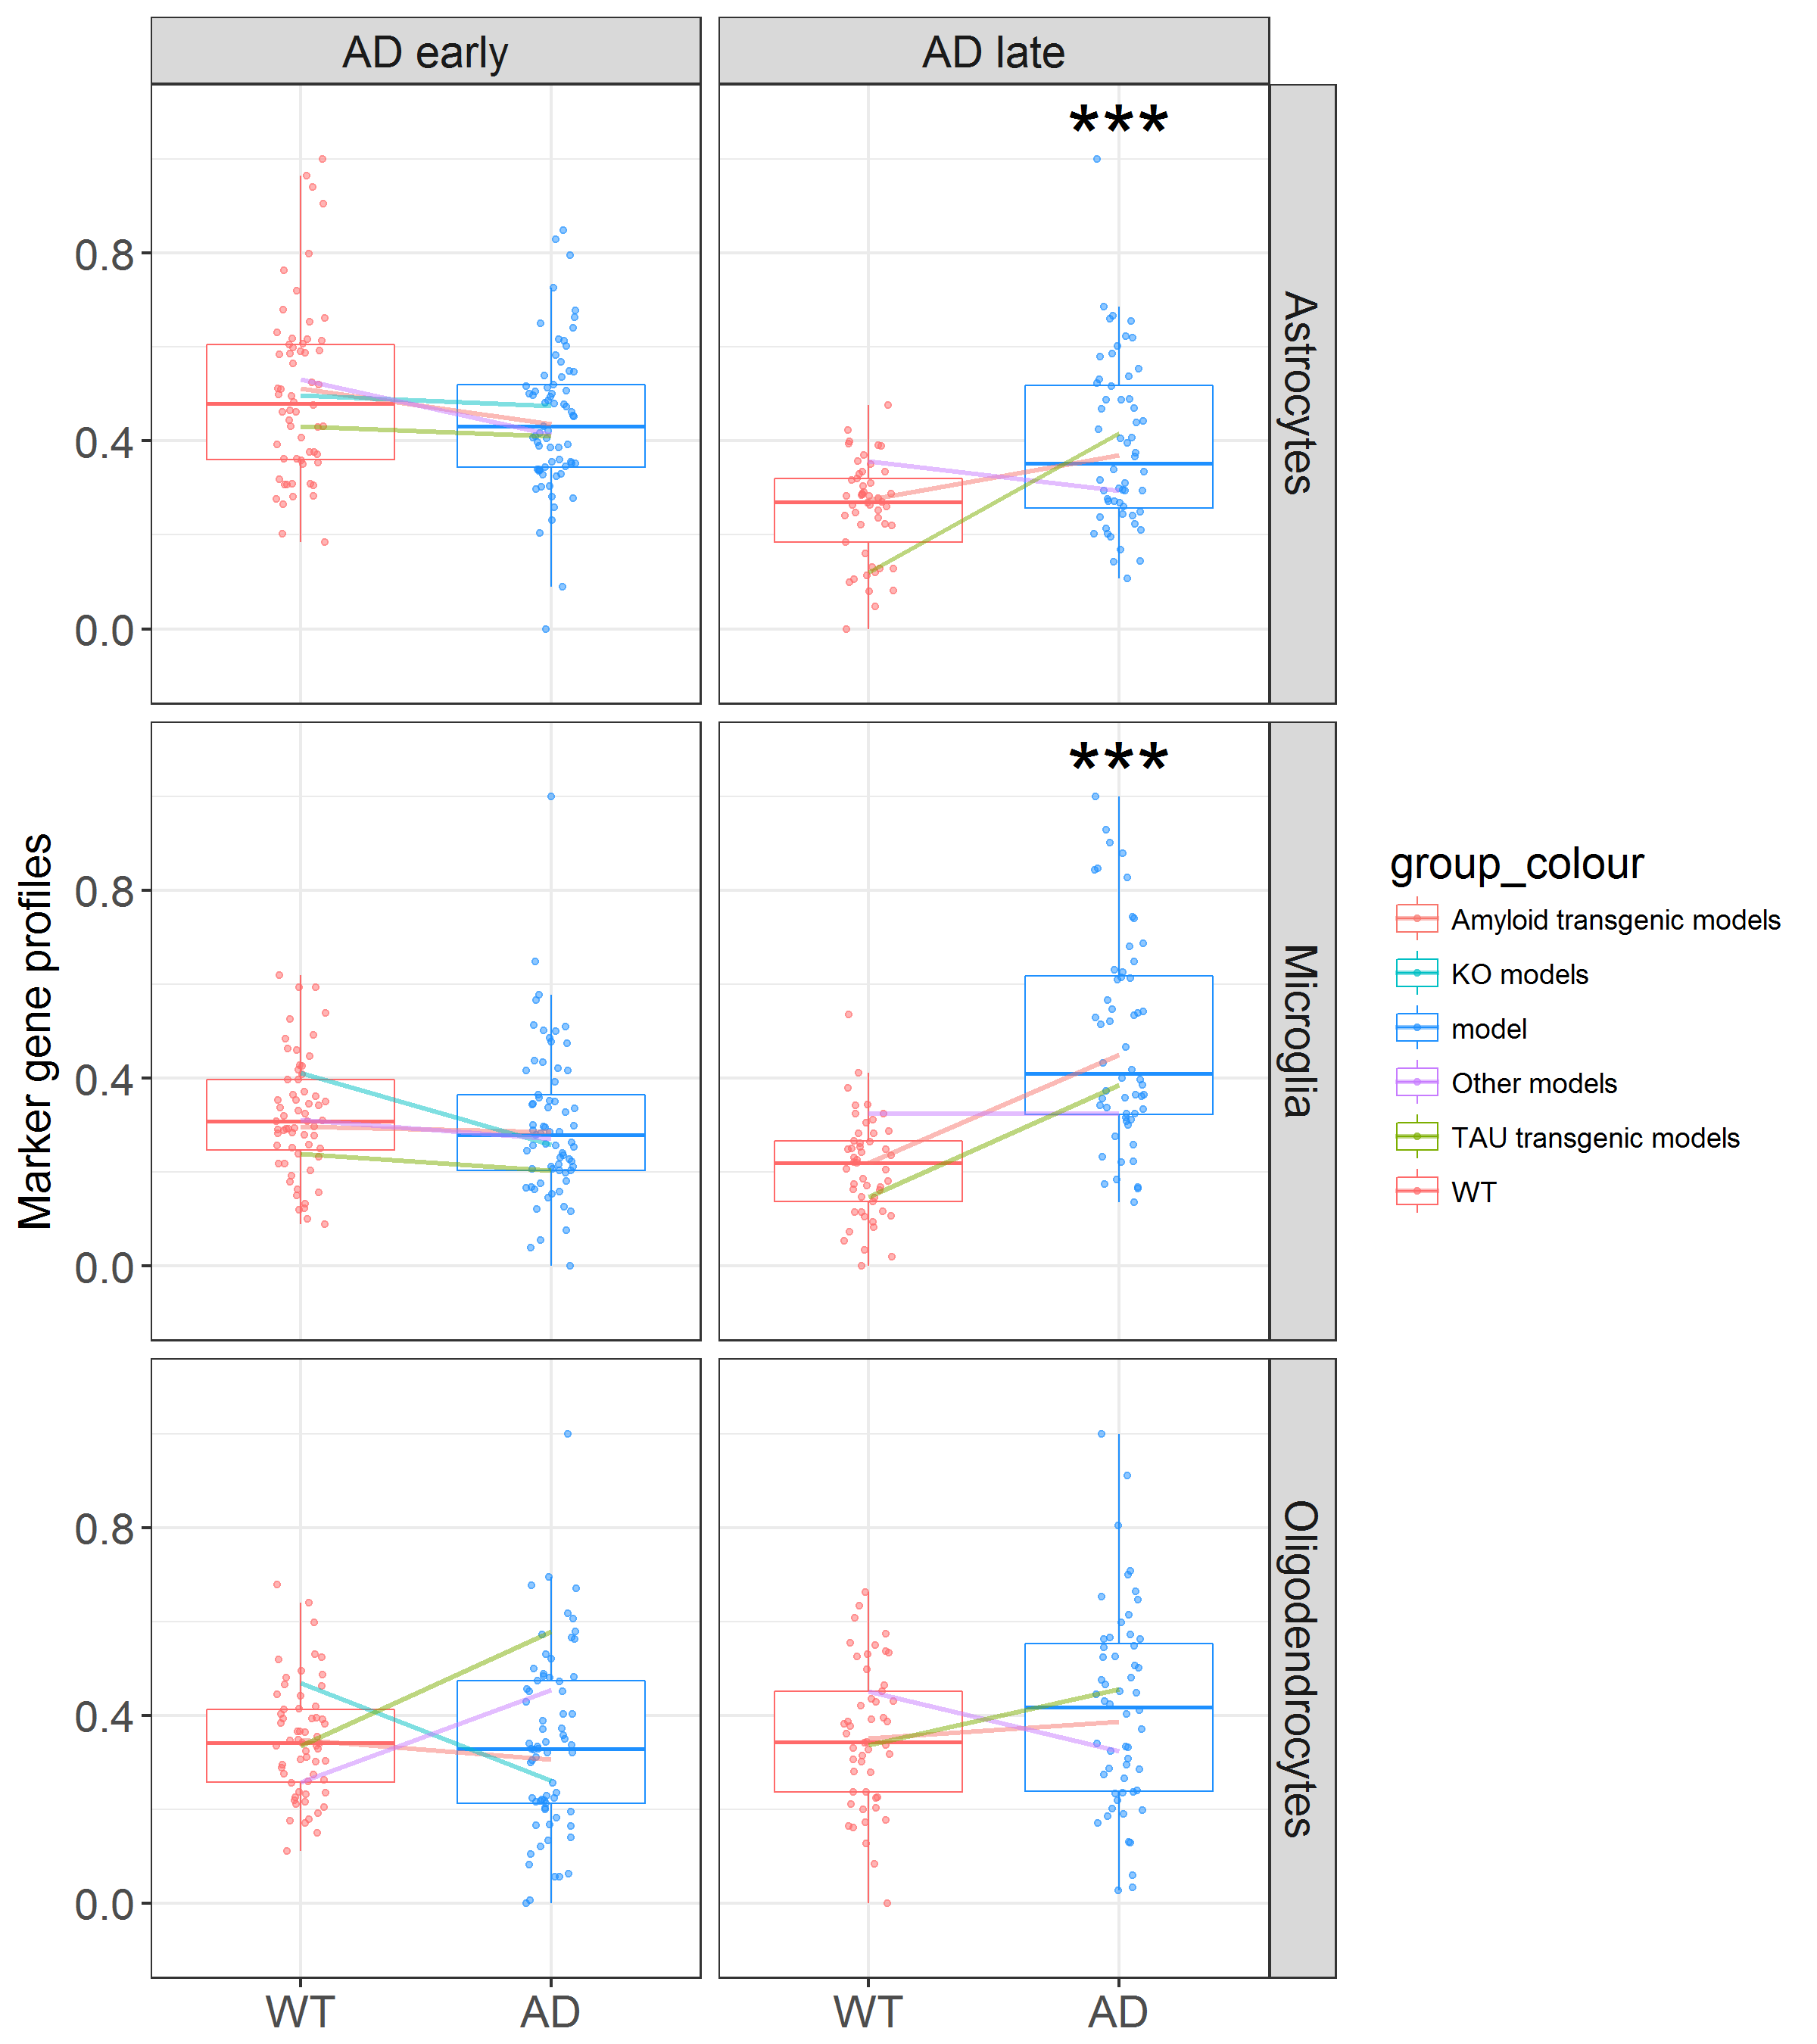 AD early
AD late
***
Astrocytes
0.8
0.4
0.0
***
Microglia
0.8
0.4
0.0
Oligodendrocytes
0.8
0.4
0.0
Marker gene profiles
WT
AD
WT
AD
group_colour
Amyloid transgenic models
KO models
model
Other models
TAU transgenic models
WT